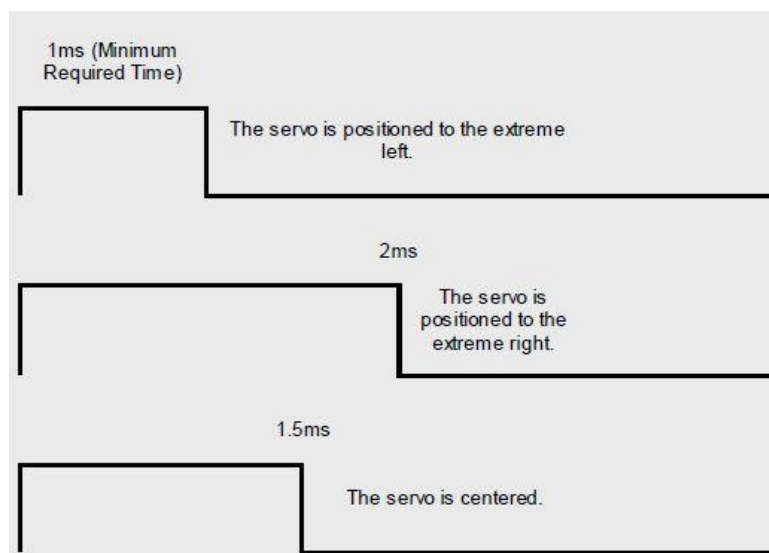 1ms (Minimum
Required Time)
The servo is positioned to the extreme
left.
2ms
The servo is
positioned to the
extreme right.
1.5ms
The servo is centered.